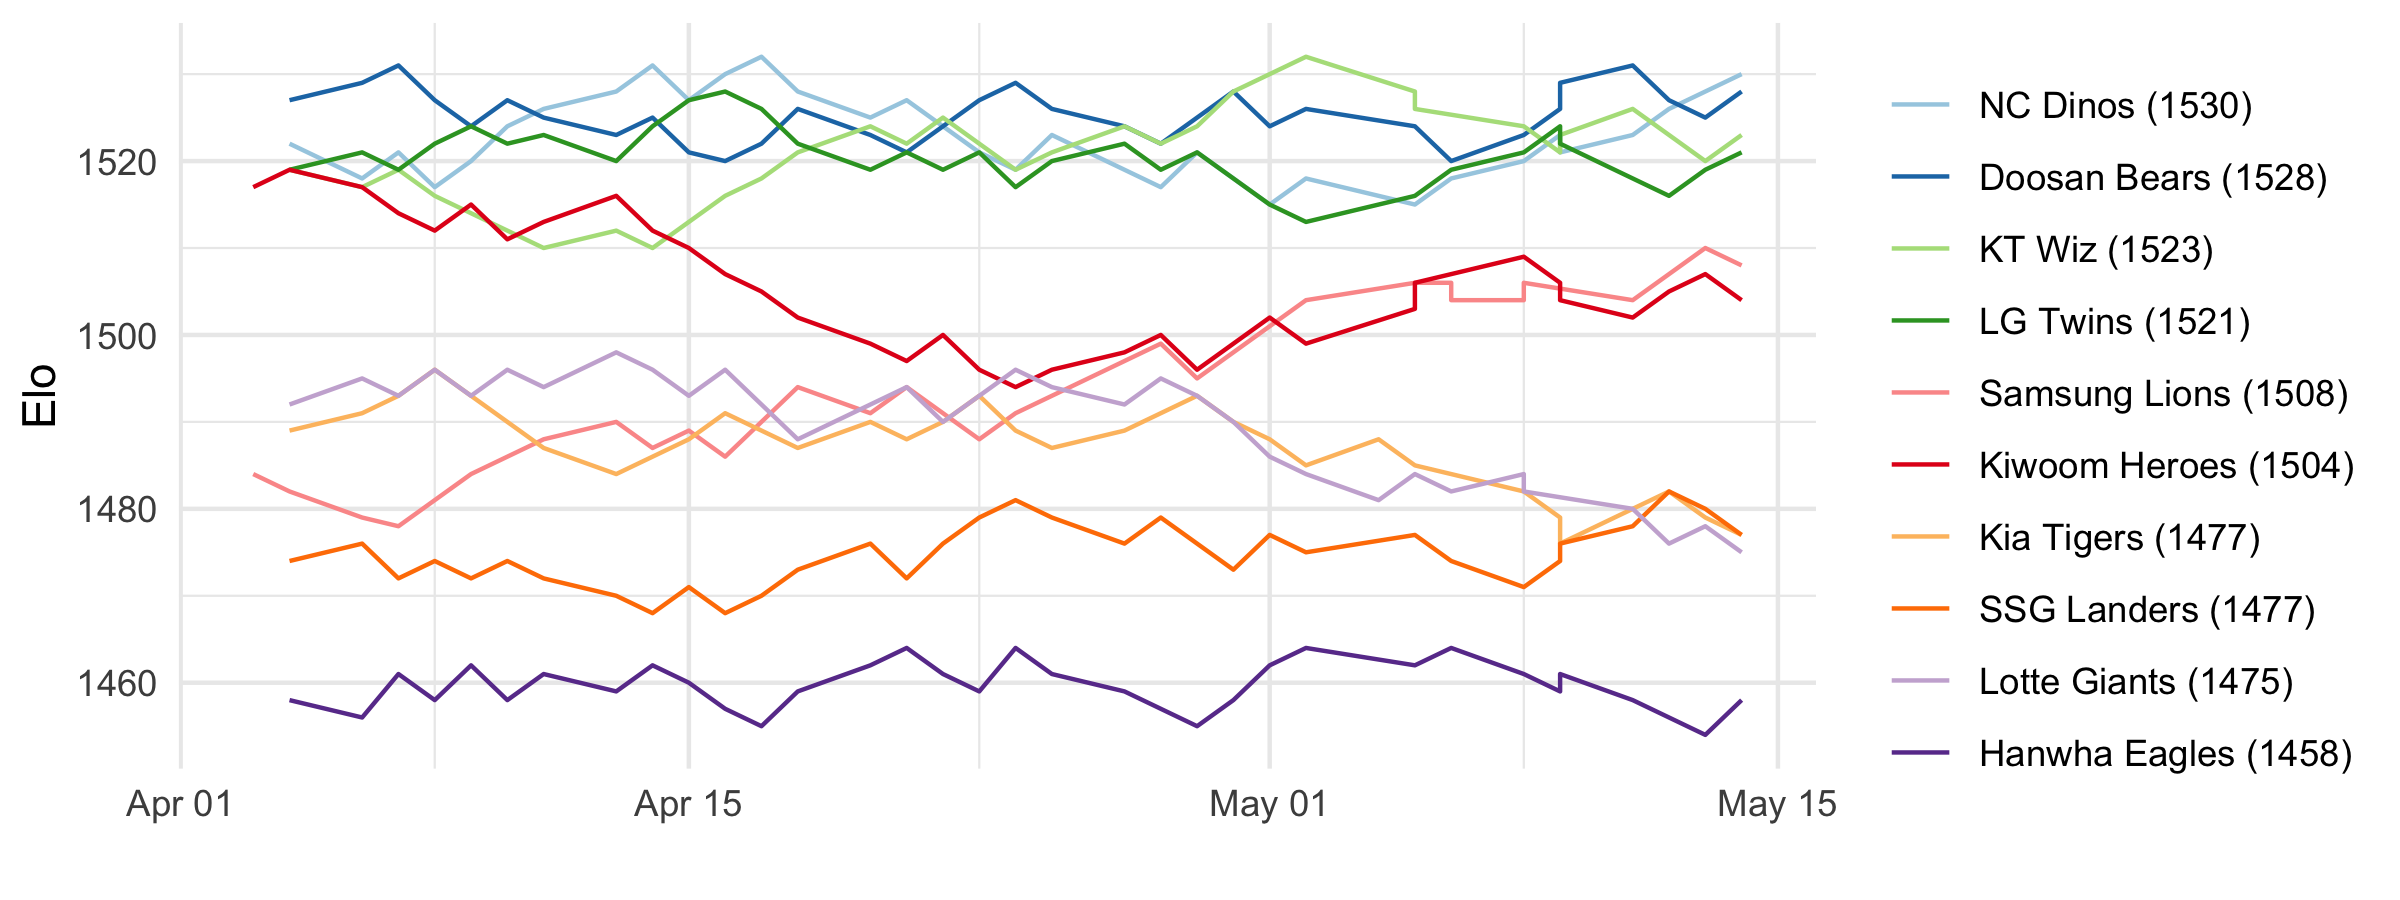 1520
1500
1480
1460
Elo
Apr 01
Apr 15
May 01
May 15
NC Dinos (1530)
Doosan Bears (1528)
KT Wiz (1523)
LG Twins (1521)
Samsung Lions (1508)
Kiwoom Heroes (1504)
Kia Tigers (1477)
SSG Landers (1477)
Lotte Giants (1475)
Hanwha Eagles (1458)